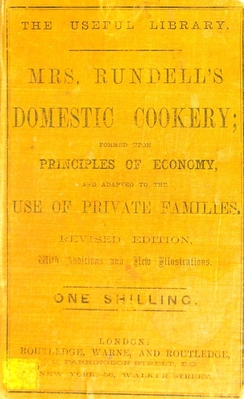 THE USEFUL LIBRARY.
MRS. RUNDELL'S
DOMESTIC COOKERY;
FORMED UPON
PRINCIPLES OF ECONOMY,
AND ADAPTED TO THE
USE OF PRIVATE FAMILIES.
REVISED EDITION,
With Additions and New Illustrations.
ONE SHILLING.
LONDON:
ROUTLEDGE, WARNE, AND ROUTLEDGE,
FARRINGDON STREET, E.C.
NEW YORK: 56, WALKER STREET.